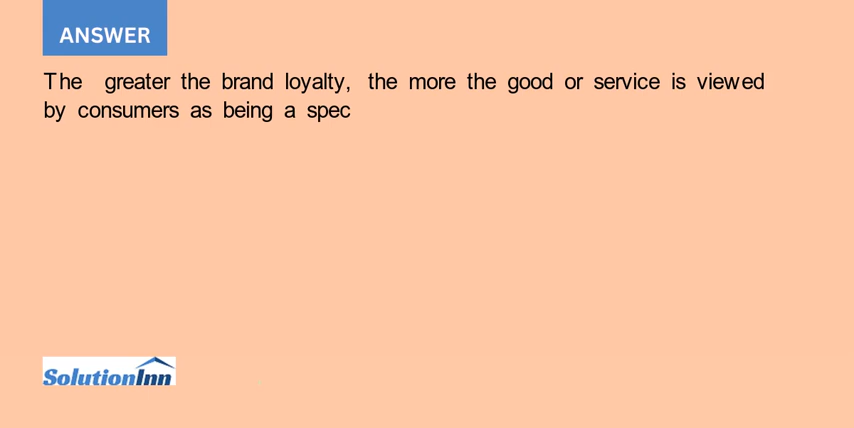 ANSWER
The greater the brand loyalty, the more the good or service is viewed
by consumers as being a spec
SolutionInn